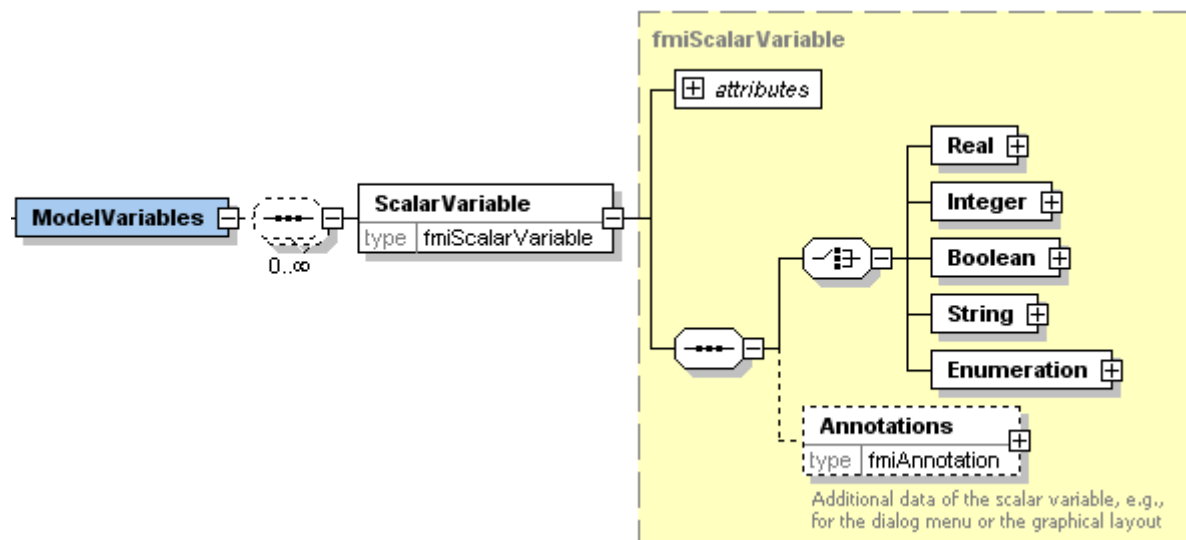 fmiScalarVariable
attributes
Real
Integer
Boolean
String
Enumeration
ModelVariables
0..∞
ScalarVariable
type fmiScalarVariable
Annotations
type fmiAnnotation
Additional data of the scalar variable, e.g.,
for the dialog menu or the graphical layout